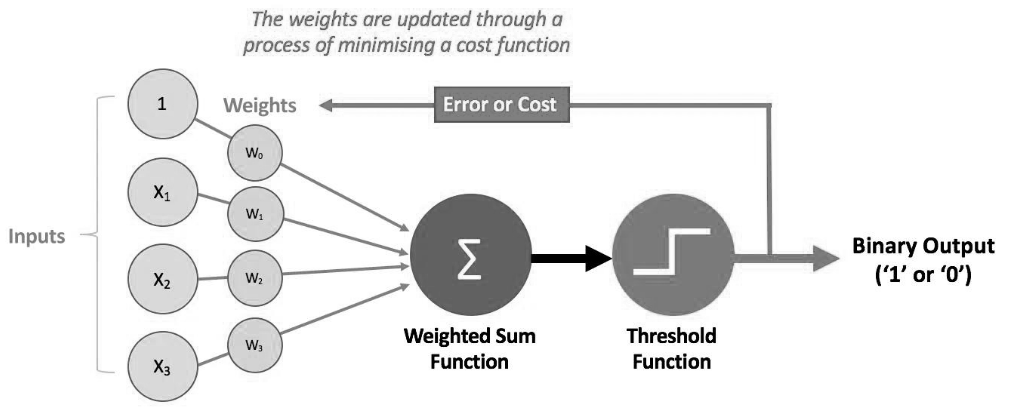 The weights are updated through a
process of minimising a cost function
1
Weights
Error or Cost
W₀
X₁
W₁
Inputs
X₂
W₂
Σ
Binary Output
('1' or '0')
X₃
W₃
Weighted Sum
Function
Threshold
Function